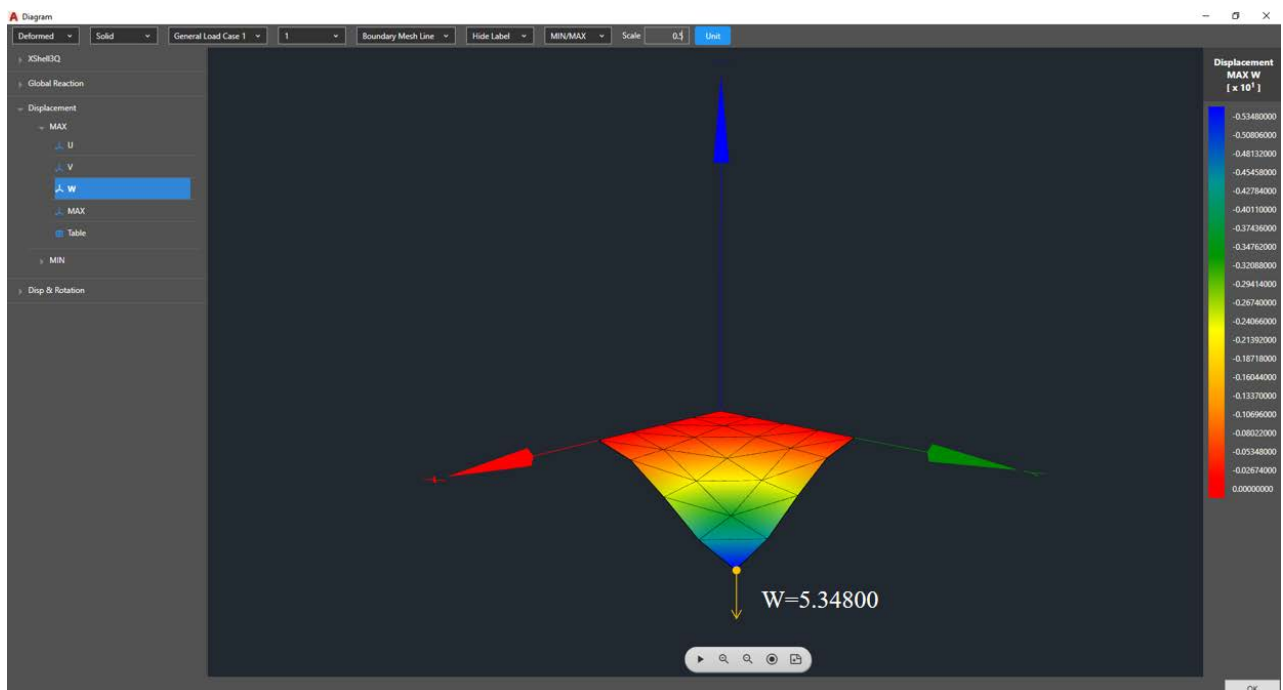 Diagram
Deformed Solid General Load Case 1 1 Boundary Mesh Line Hide Label MIN/MAX Scale 0.5 Unit
XShell3Q
Global Reaction
Displacement
MAX
U
V
W
MAX
Table
MIN
Disp & Rotation
W=5.34800
Displacement
MAX W
[ x 10¹ ]
-0.53480000
-0.50806000
-0.48132000
-0.45458000
-0.42784000
-0.40110000
-0.37436000
-0.34762000
-0.32088000
-0.29414000
-0.26740000
-0.24066000
-0.21392000
-0.18718000
-0.16044000
-0.13370000
-0.10696000
-0.08022000
-0.05348000
-0.02674000
0.00000000
OK